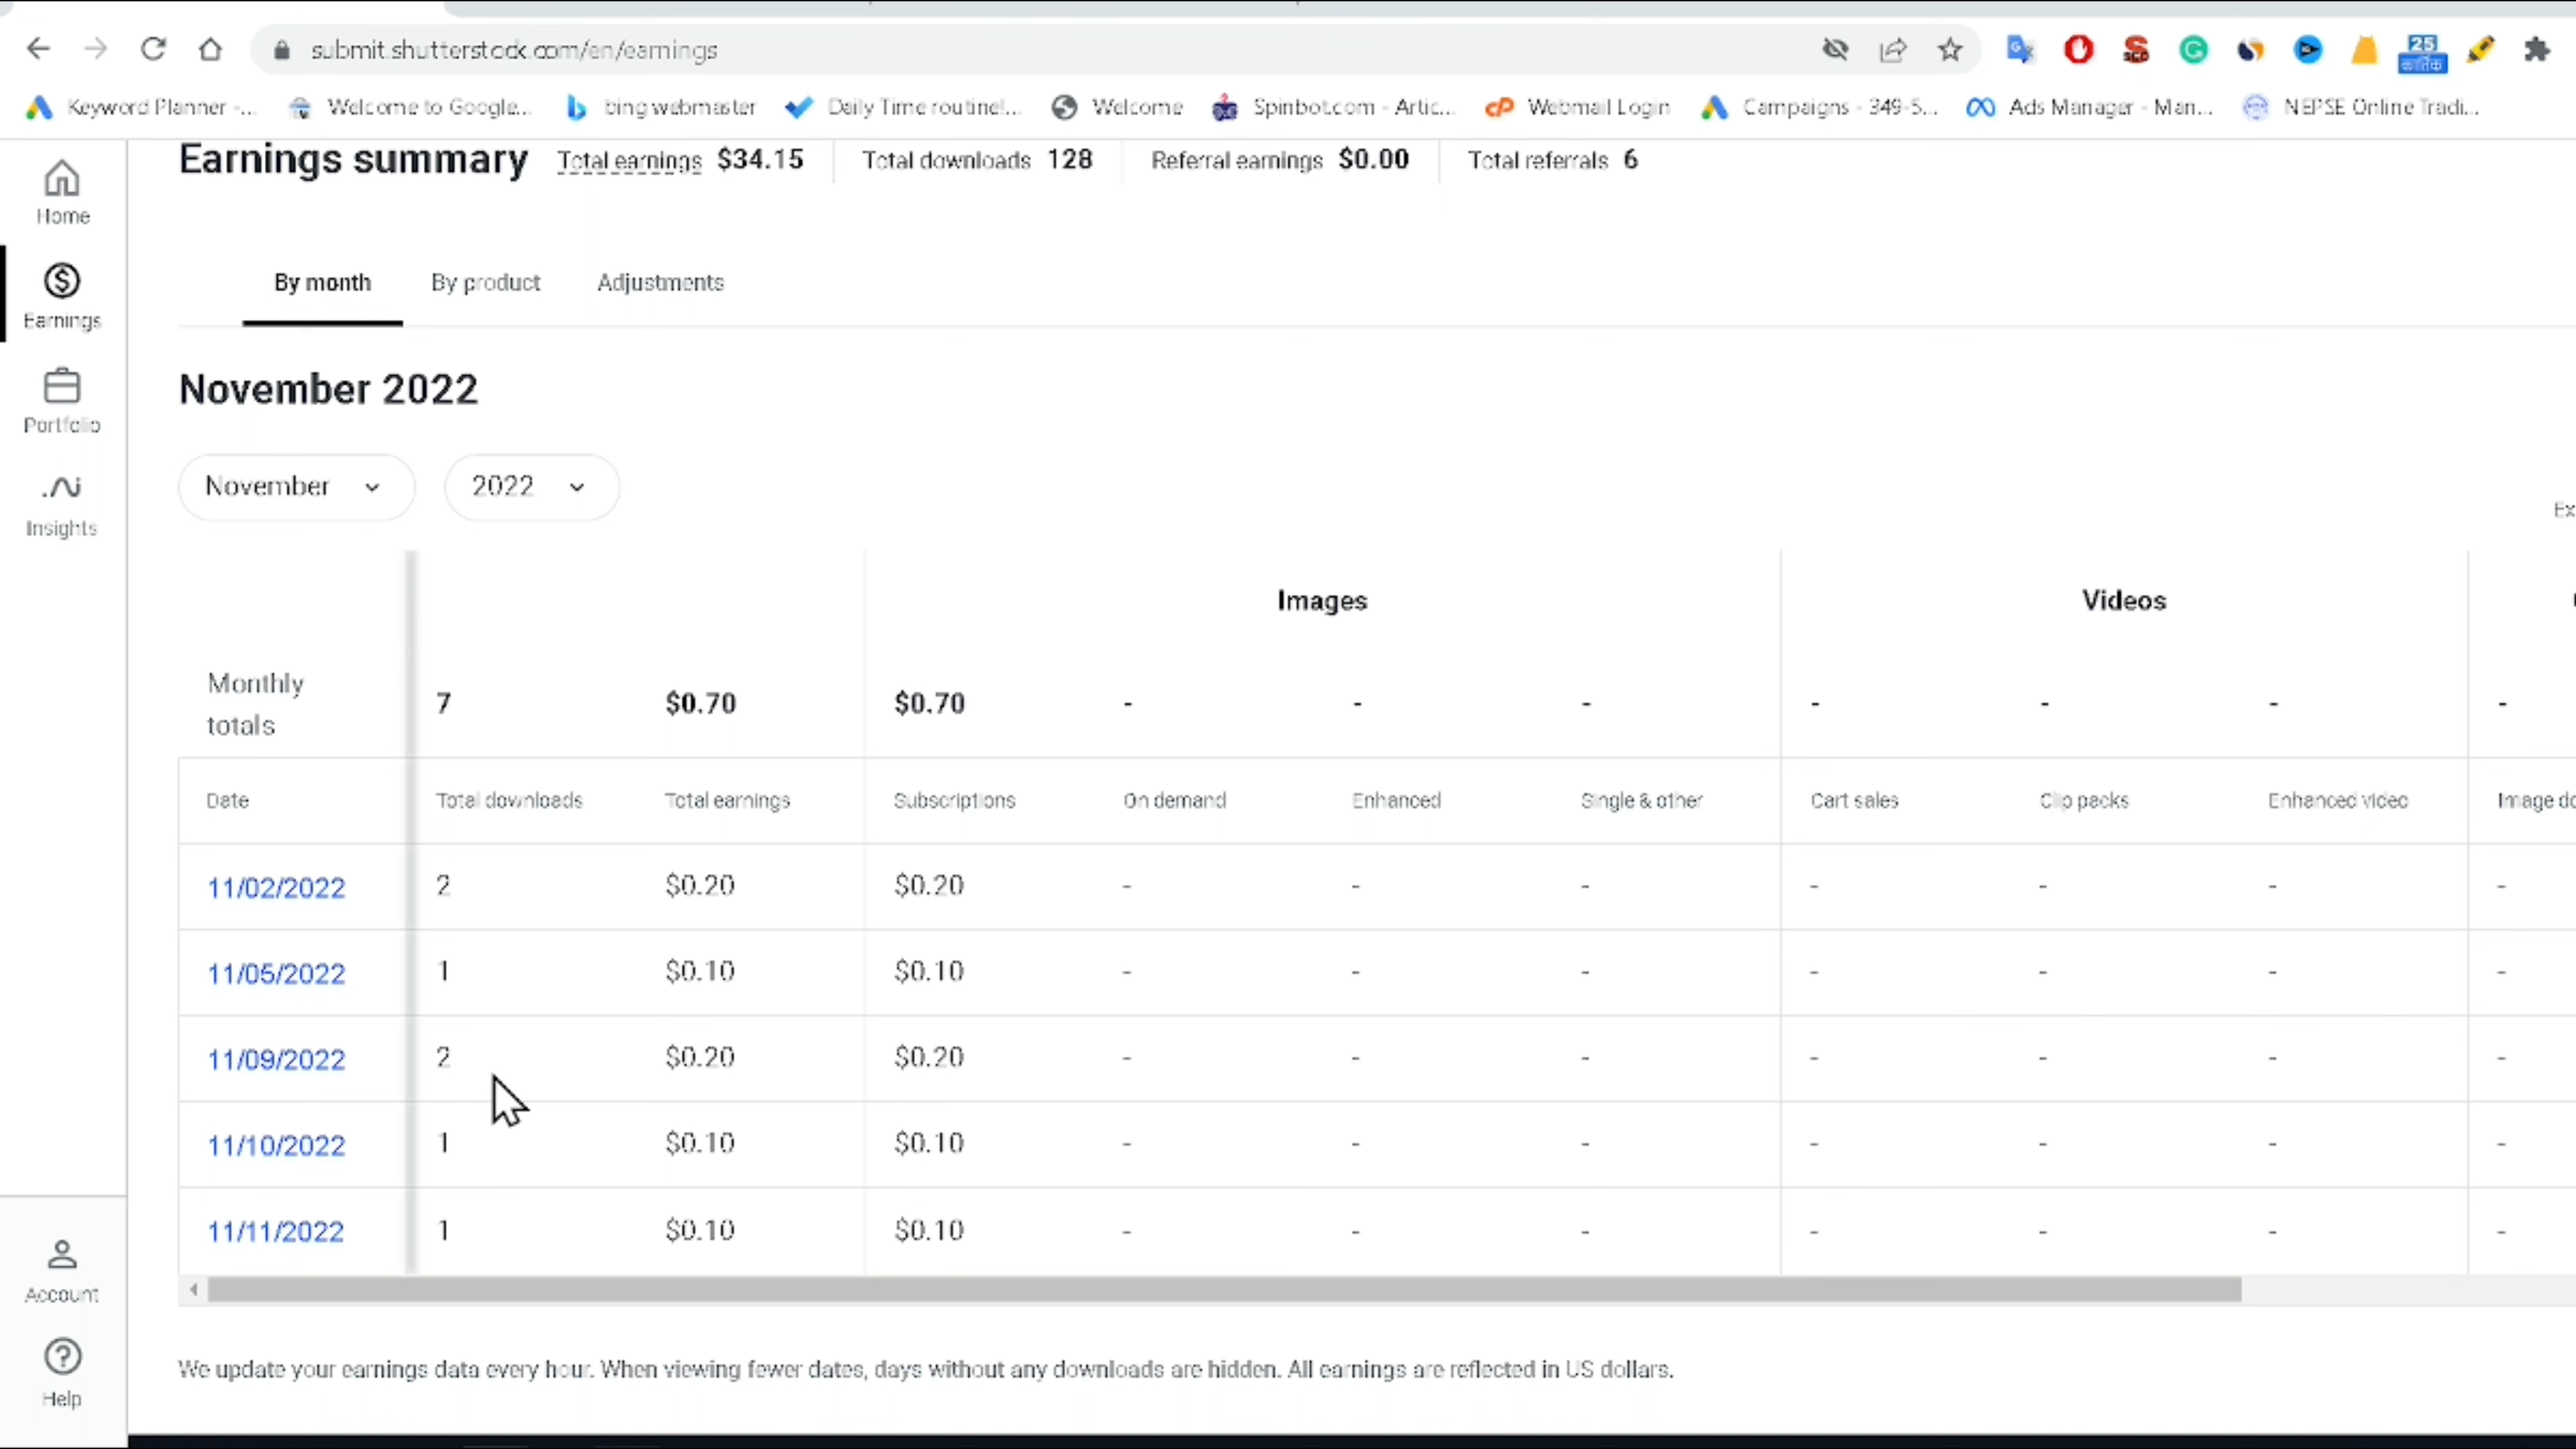 submit.shutterstock.com/en/earnings
25
Keyword Planner -...
Welcome to Google...
bing webmaster
Daily Time routine!...
Welcome
Spinbot.com - Artic...
Webmail Login
Campaigns - 349-5...
Ads Manager - Man...
NEPSE Online Tradi...
Home
Earnings
Portfolio
Insights
Account
Help
Earnings summary Total earnings $34.15 Total downloads 128 Referral earnings $0.00 Total referrals 6
By month By product Adjustments
November 2022
November 2022
Ex
Images Videos
Monthly totals 7 $0.70 $0.70 - - - - - - -
Date Total downloads Total earnings Subscriptions On demand Enhanced Single & other Cart sales Clip packs Enhanced video Image do
11/02/2022 2 $0.20 $0.20 - - - - - - -
11/05/2022 1 $0.10 $0.10 - - - - - - -
11/09/2022 2 $0.20 $0.20 - - - - - - -
11/10/2022 1 $0.10 $0.10 - - - - - - -
11/11/2022 1 $0.10 $0.10 - - - - - - -
We update your earnings data every hour. When viewing fewer dates, days without any downloads are hidden. All earnings are reflected in US dollars.